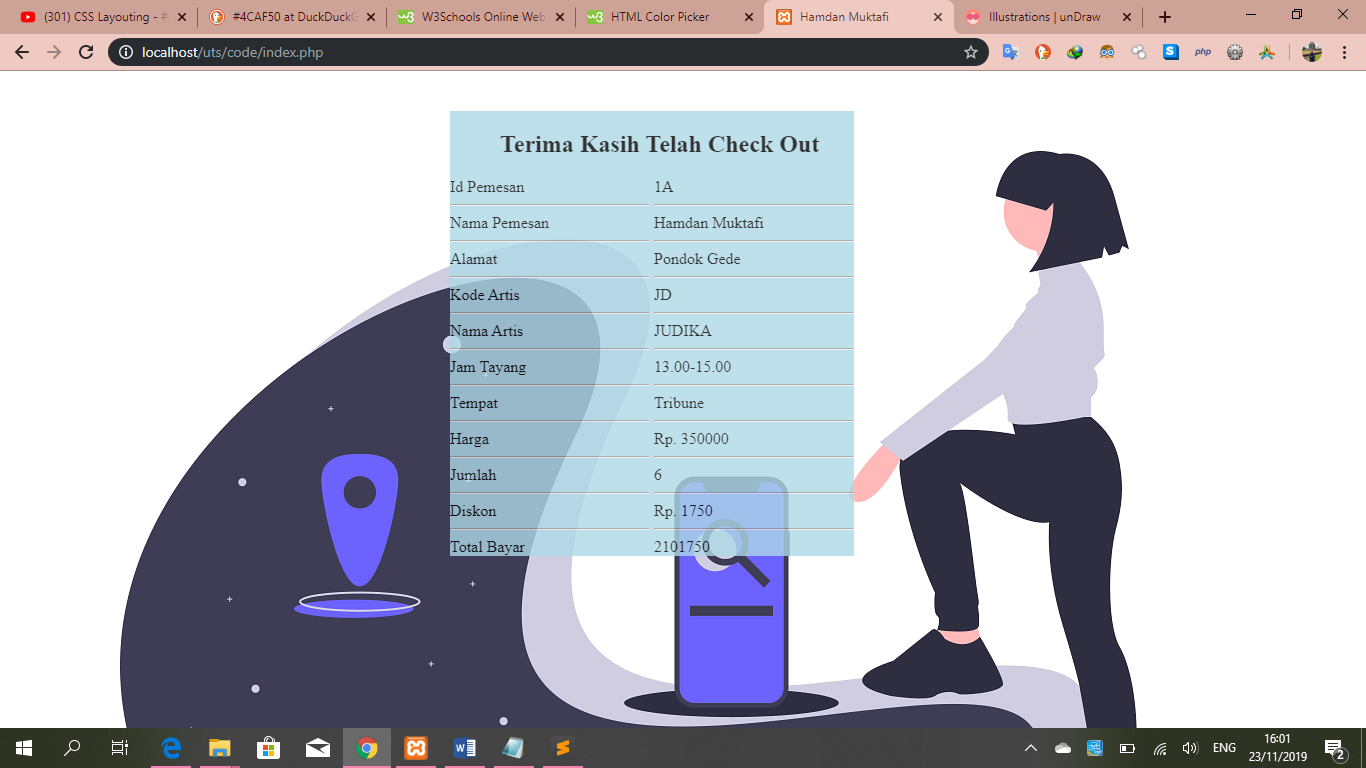 (301) CSS Layouting - #
#4CAF50 at DuckDuckG
W3Schools Online Web
HTML Color Picker
Hamdan Muktafi
Illustrations | unDraw
localhost/uts/code/index.php
php
Terima Kasih Telah Check Out
Id Pemesan 1A
Nama Pemesan Hamdan Muktafi
Alamat Pondok Gede
Kode Artis JD
Nama Artis JUDIKA
Jam Tayang 13.00-15.00
Tempat Tribune
Harga Rp. 350000
Jumlah 6
Diskon Rp. 1750
Total Bayar 2101750
ENG
16:01
23/11/2019
2